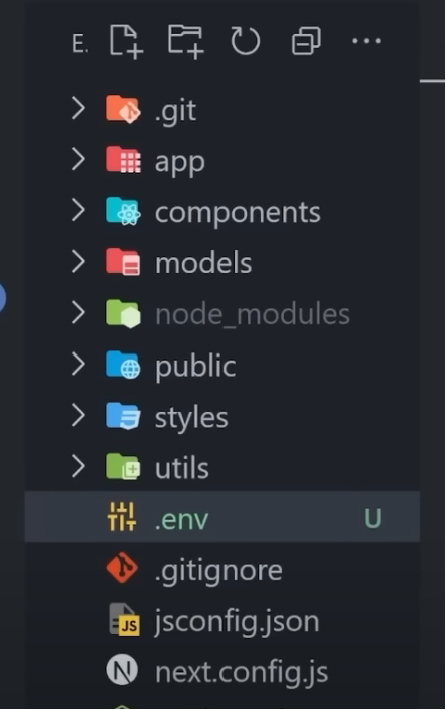 E.
.git
app
components
models
node_modules
public
styles
utils
.env U
.gitignore
JS jsconfig.json
N next.config.js